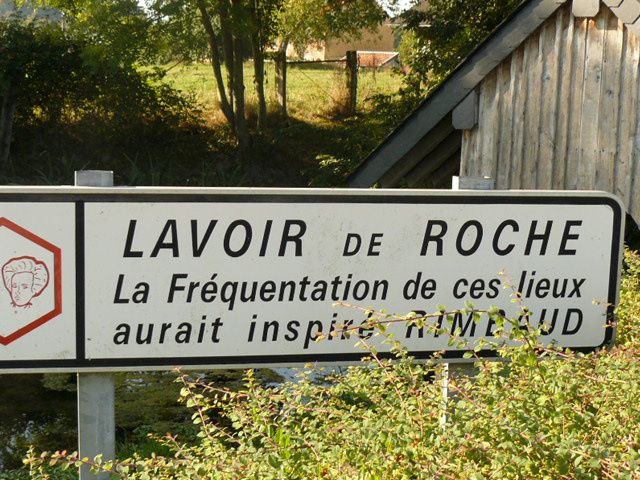 LAVOIR DE ROCHE
La Fréquentation de ces lieux
aurait inspiré RIMBAUD